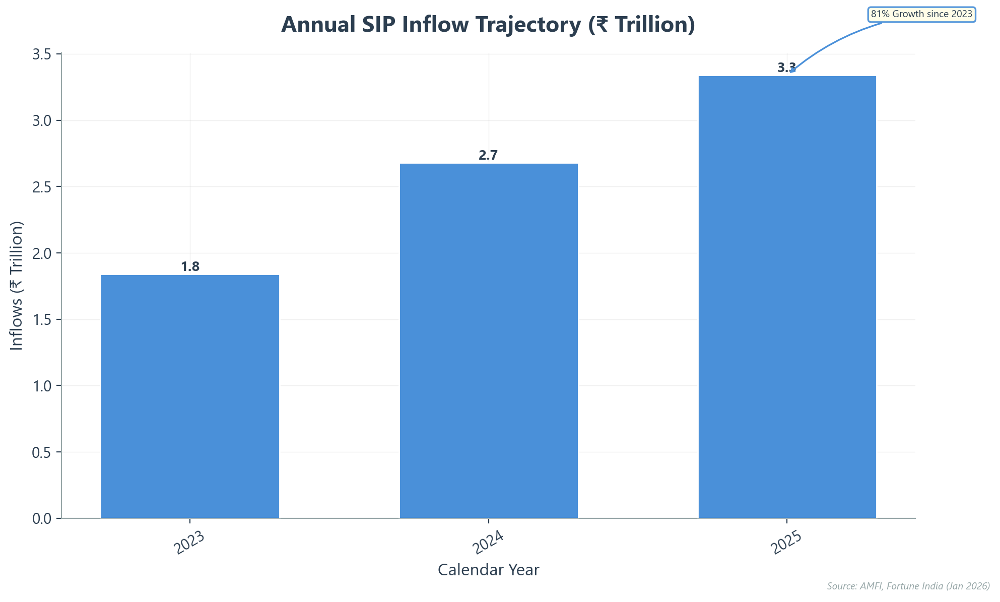 Annual SIP Inflow Trajectory (₹ Trillion)
81% Growth since 2023
Inflows (₹ Trillion)
3.5
3.0
2.5
2.0
1.5
1.0
0.5
0.0
1.8
2.7
3.3
2023
2024
2025
Calendar Year
Source: AMFI, Fortune India (Jan 2026)